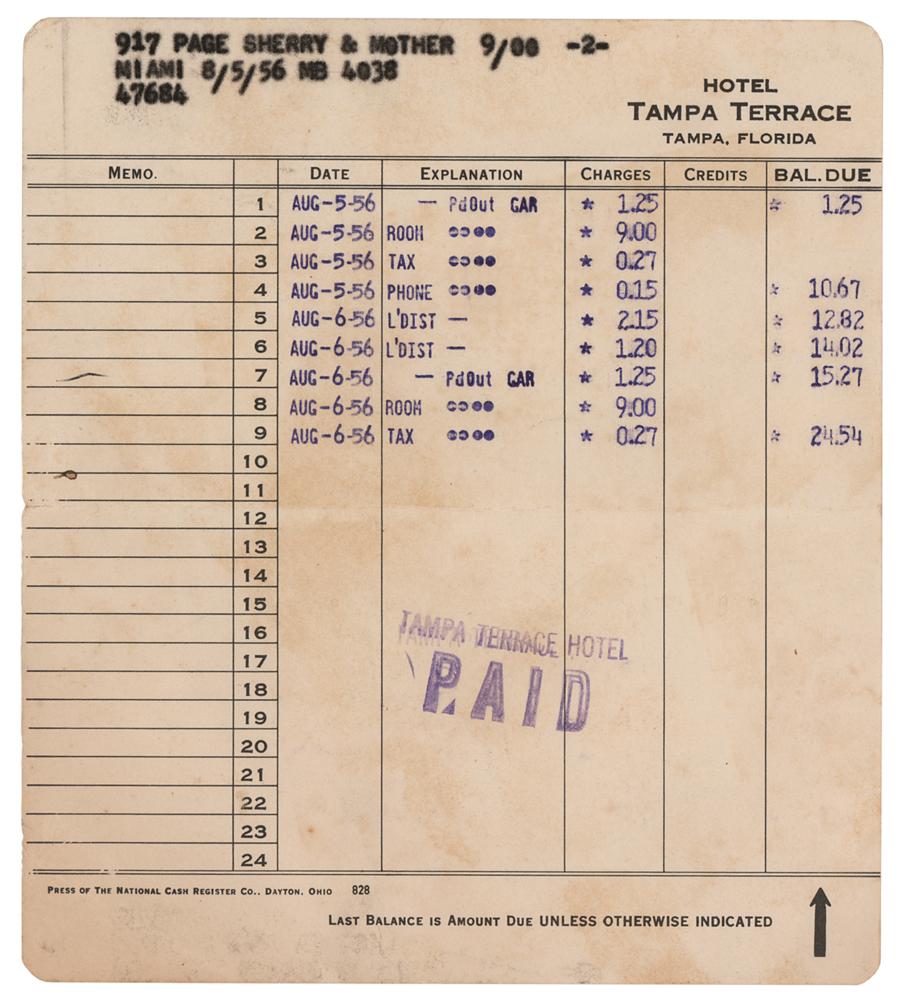 917 PAGE SHERRY & MOTHER 9/00 -2-
MIAMI 8/5/56 MB 4038
47684
HOTEL
TAMPA TERRACE
TAMPA, FLORIDA
MEMO. DATE EXPLANATION CHARGES CREDITS BAL. DUE
1 AUG-5-56 — PdOut GAR * 1.25 * 1.25
2 AUG-5-56 ROOM * 9.00
3 AUG-5-56 TAX * 0.27
4 AUG-5-56 PHONE * 0.15 * 10.67
5 AUG-6-56 L'DIST — * 2.15 * 12.82
6 AUG-6-56 L'DIST — * 1.20 * 14.02
7 AUG-6-56 — PdOut GAR * 1.25 * 15.27
8 AUG-6-56 ROOM * 9.00
9 AUG-6-56 TAX * 0.27 * 24.54
10
11
12
13
14
15
16
17
18
19
20
21
22
23
24
TAMPA TERRACE HOTEL
PAID
PRESS OF THE NATIONAL CASH REGISTER CO., DAYTON, OHIO 828
LAST BALANCE IS AMOUNT DUE UNLESS OTHERWISE INDICATED